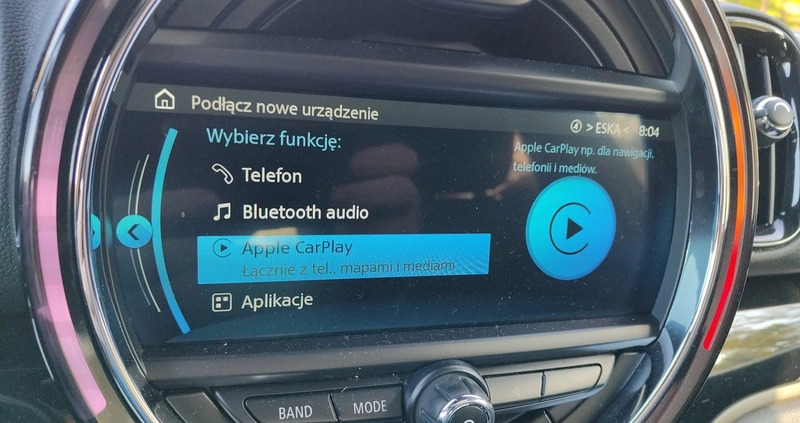 Podłącz nowe urządzenie
> ESKA < 8:04
Wybierz funkcję:
Apple CarPlay np. dla nawigacji,
telefonii i mediów.
Telefon
Bluetooth audio
Apple CarPlay
Łącznie z tel., mapami i mediami
Aplikacje
BAND
MODE